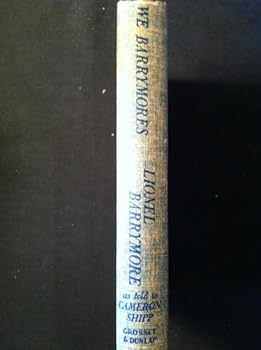 WE BARRYMORES
LIONEL
BARRYMORE
as told to
CAMERON
SHIPP
GROSSET
& DUNLAP